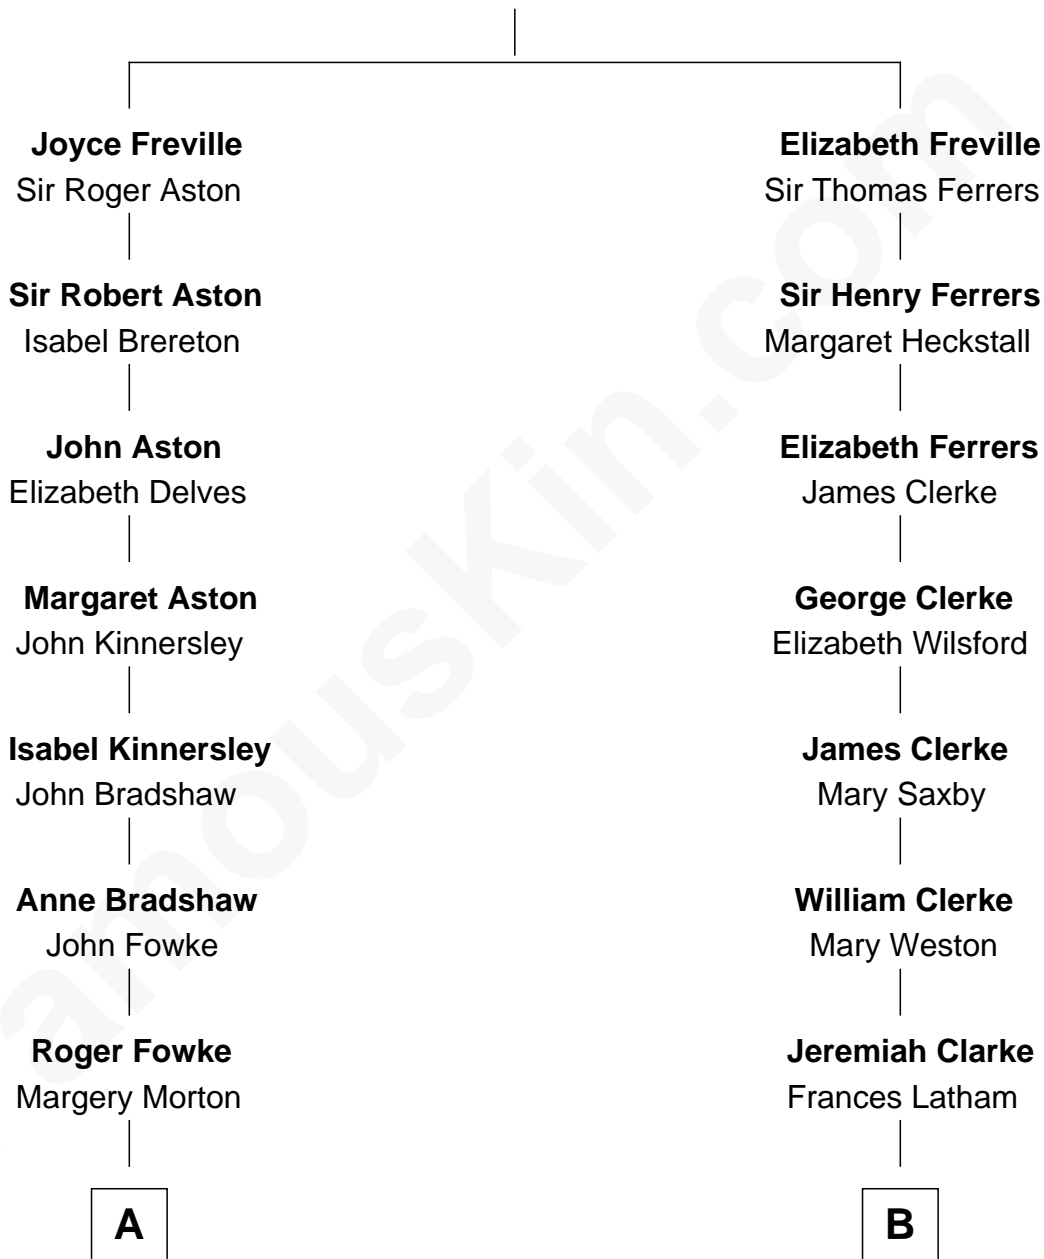 Joyce Freville
Sir Roger Aston
Sir Robert Aston
Isabel Brereton
John Aston
Elizabeth Delves
Margaret Aston
John Kinnersley
Isabel Kinnersley
John Bradshaw
Anne Bradshaw
John Fowke
Roger Fowke
Margery Morton
A
Elizabeth Freville
Sir Thomas Ferrers
Sir Henry Ferrers
Margaret Heckstall
Elizabeth Ferrers
James Clerke
George Clerke
Elizabeth Wilsford
James Clerke
Mary Saxby
William Clerke
Mary Weston
Jeremiah Clarke
Frances Latham
B
amousKin.com